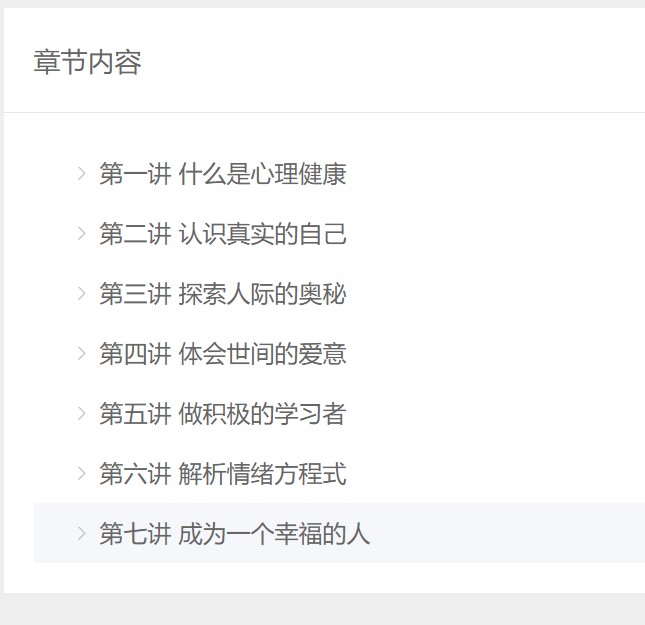 章节内容
第一讲 什么是心理健康
第二讲 认识真实的自己
第三讲 探索人际的奥秘
第四讲 体会世间的爱意
第五讲 做积极的学习者
第六讲 解析情绪方程式
第七讲 成为一个幸福的人